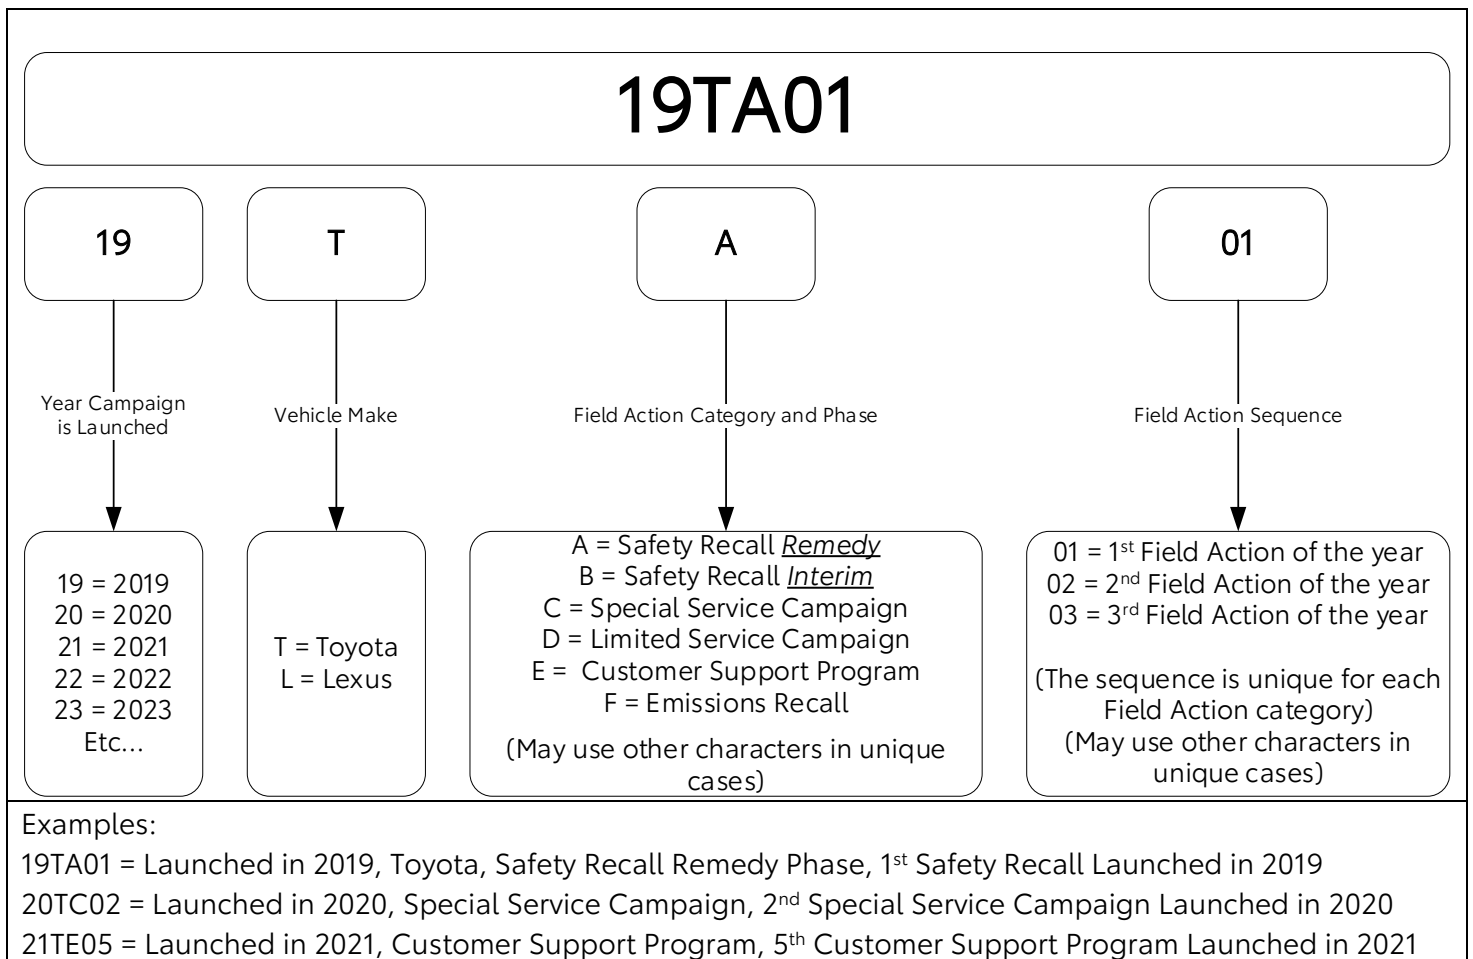 19TA01
19
T
A
01
Year Campaign
is Launched
Vehicle Make
Field Action Category and Phase
Field Action Sequence
19 = 2019
20 = 2020
21 = 2021
22 = 2022
23 = 2023
Etc...
T = Toyota
L = Lexus
A = Safety Recall Remedy
B = Safety Recall Interim
C = Special Service Campaign
D = Limited Service Campaign
E =  Customer Support Program
F = Emissions Recall
(May use other characters in unique
cases)
01 = 1st Field Action of the year
02 = 2nd Field Action of the year
03 = 3rd Field Action of the year
(The sequence is unique for each
Field Action category)
(May use other characters in
unique cases)
Examples:
19TA01 = Launched in 2019, Toyota, Safety Recall Remedy Phase, 1st Safety Recall Launched in 2019
20TC02 = Launched in 2020, Special Service Campaign, 2nd Special Service Campaign Launched in 2020
21TE05 = Launched in 2021, Customer Support Program, 5th Customer Support Program Launched in 2021